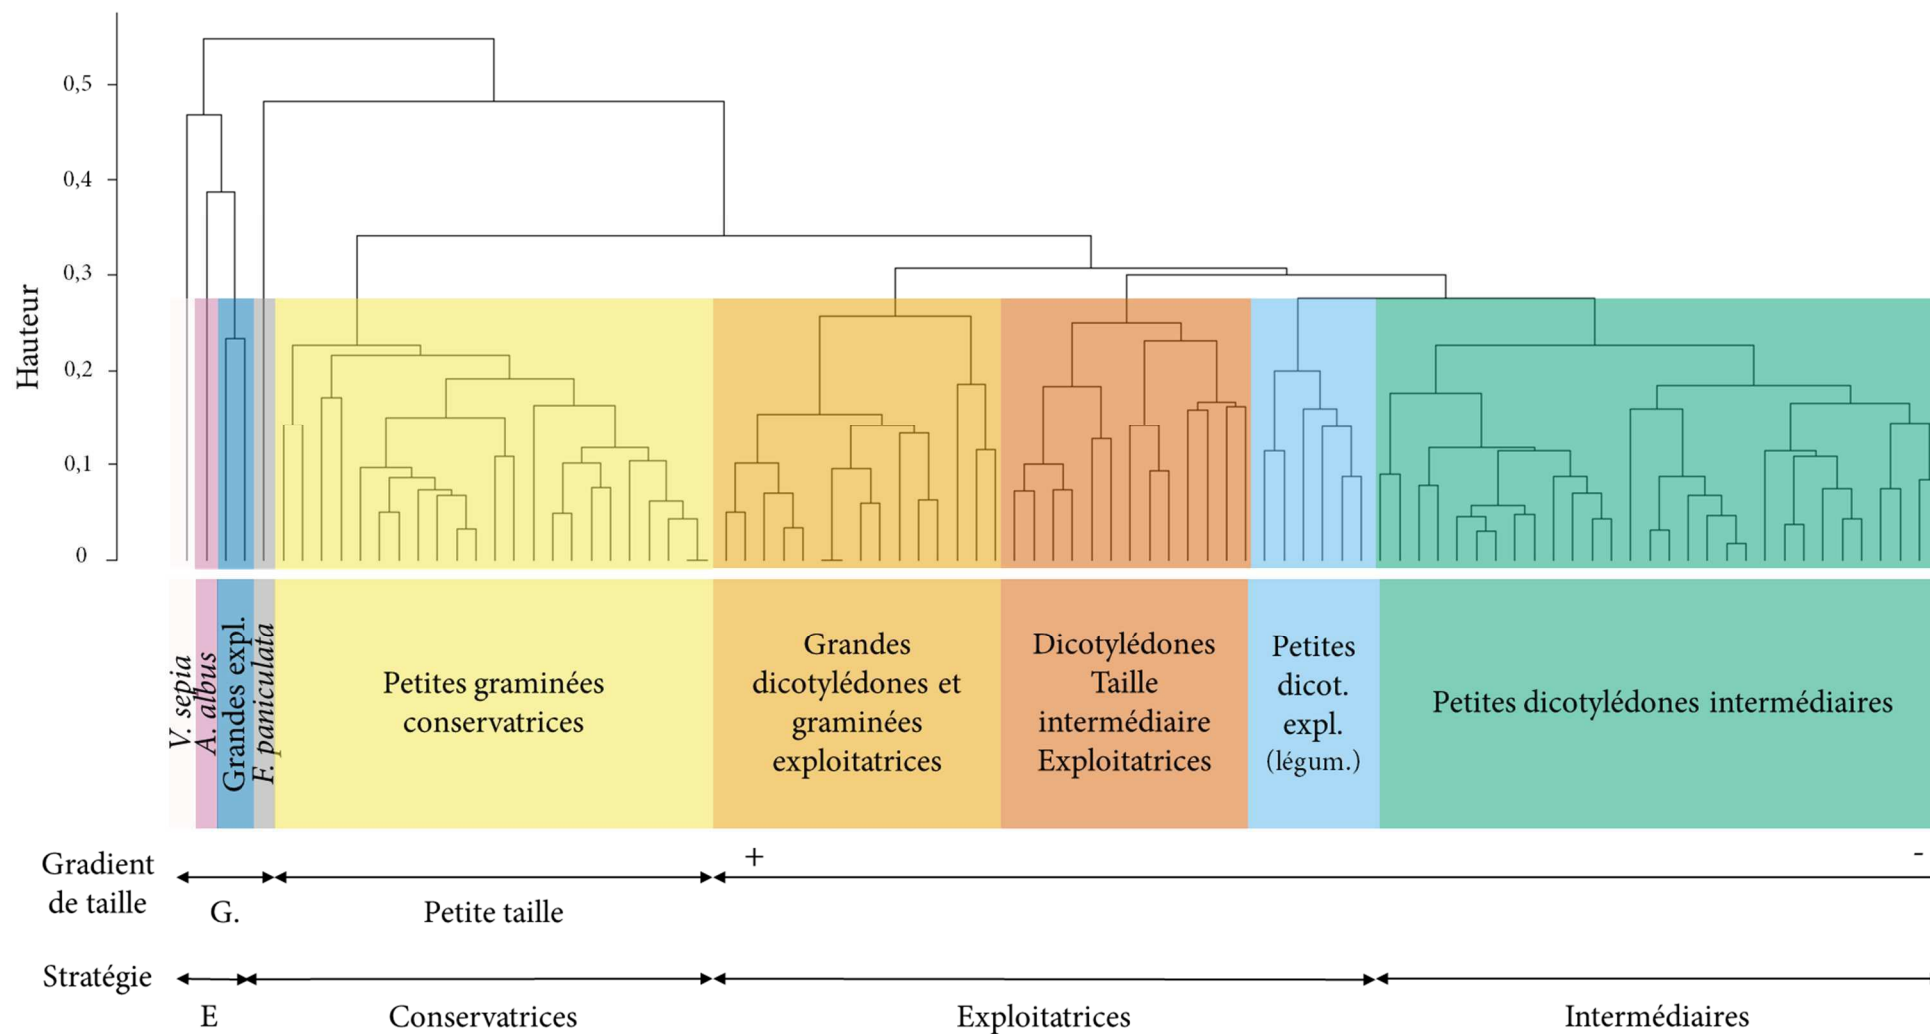 Hauteur
0,5
0,4
0,3
0,2
0,1
0
V. sepia
A. albus
Grandes expl.
F. paniculata
Petites graminées
conservatrices
Grandes
dicotylédones et
graminées
exploitatrices
Dicotylédones
Taille
intermédiaire
Exploitatrices
Petites
dicot.
expl.
(légum.)
Petites dicotylédones intermédiaires
Gradient
de taille
+
-
G.
Petite taille
Stratégie
E
Conservatrices
Exploitatrices
Intermédiaires